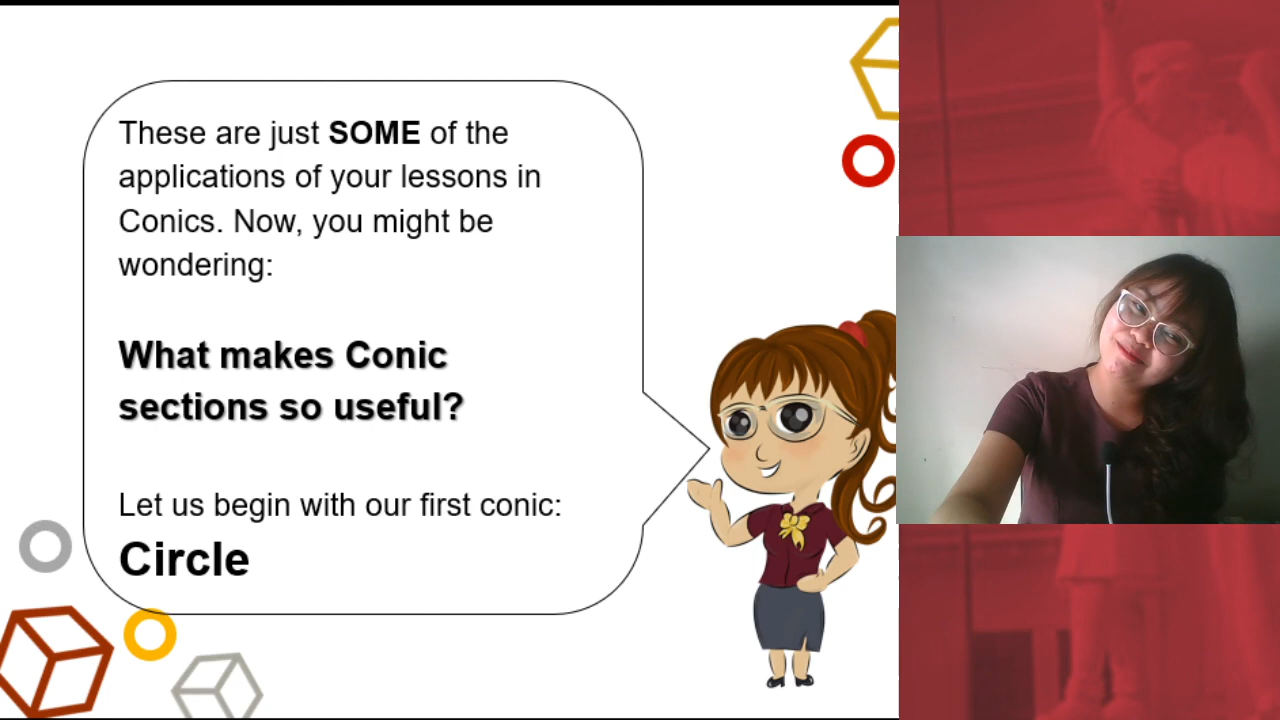 These are just SOME of the
applications of your lessons in
Conics. Now, you might be
wondering:
What makes Conic
sections so useful?
Let us begin with our first conic:
Circle